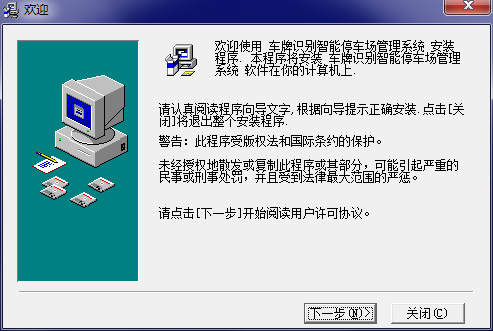 欢迎
欢迎使用 车牌识别智能停车场管理系统 安装
程序. 本程序将安装 车牌识别智能停车场管理
系统 软件在你的计算机上.
请认真阅读程序向导文字,根据向导提示正确安装.点击[关
闭]将退出整个安装程序.
警告: 此程序受版权法和国际条约的保护。
未经授权地散发或复制此程序或其部分，可能引起严重的
民事或刑事处罚，并且受到法律最大范围的严惩。
请点击[下一步]开始阅读用户许可协议。
下一步(N)>
关闭(C)